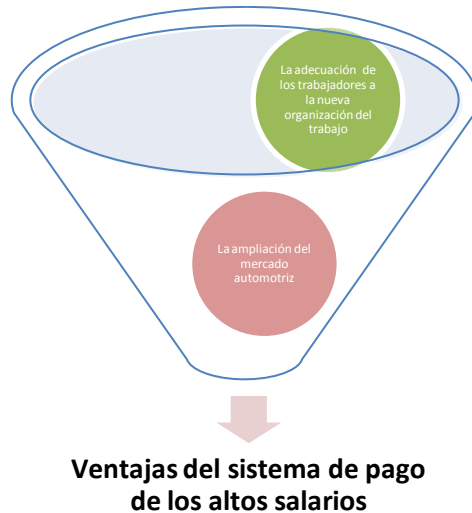 La adecuación de
los trabajadores a
la nueva
organización del
trabajo
La ampliación del
mercado
automotriz
Ventajas del sistema de pago
de los altos salarios